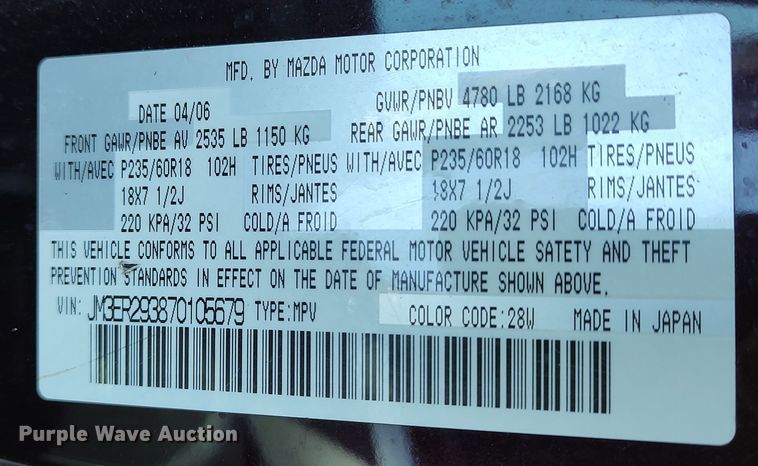 MFD. BY MAZDA MOTOR CORPORATION
DATE 04/06 GVWR/PNBV 4780 LB 2168 KG
FRONT GAWR/PNBE AV 2535 LB 1150 KG REAR GAWR/PNBE AR 2253 LB 1022 KG
WITH/AVEC P235/60R18 102H TIRES/PNEUS WITH/AVEC P235/60R18 102H TIRES/PNEUS
18X7 1/2J RIMS/JANTES 18X7 1/2J RIMS/JANTES
220 KPA/32 PSI COLD/A FROID 220 KPA/32 PSI COLD/A FROID
THIS VEHICLE CONFORMS TO ALL APPLICABLE FEDERAL MOTOR VEHICLE SAFETY AND THEFT
PREVENTION STANDARDS IN EFFECT ON THE DATE OF MANUFACTURE SHOWN ABOVE.
VIN: JM3ER293870105679 TYPE:MPV COLOR CODE:28W MADE IN JAPAN
Purple Wave Auction